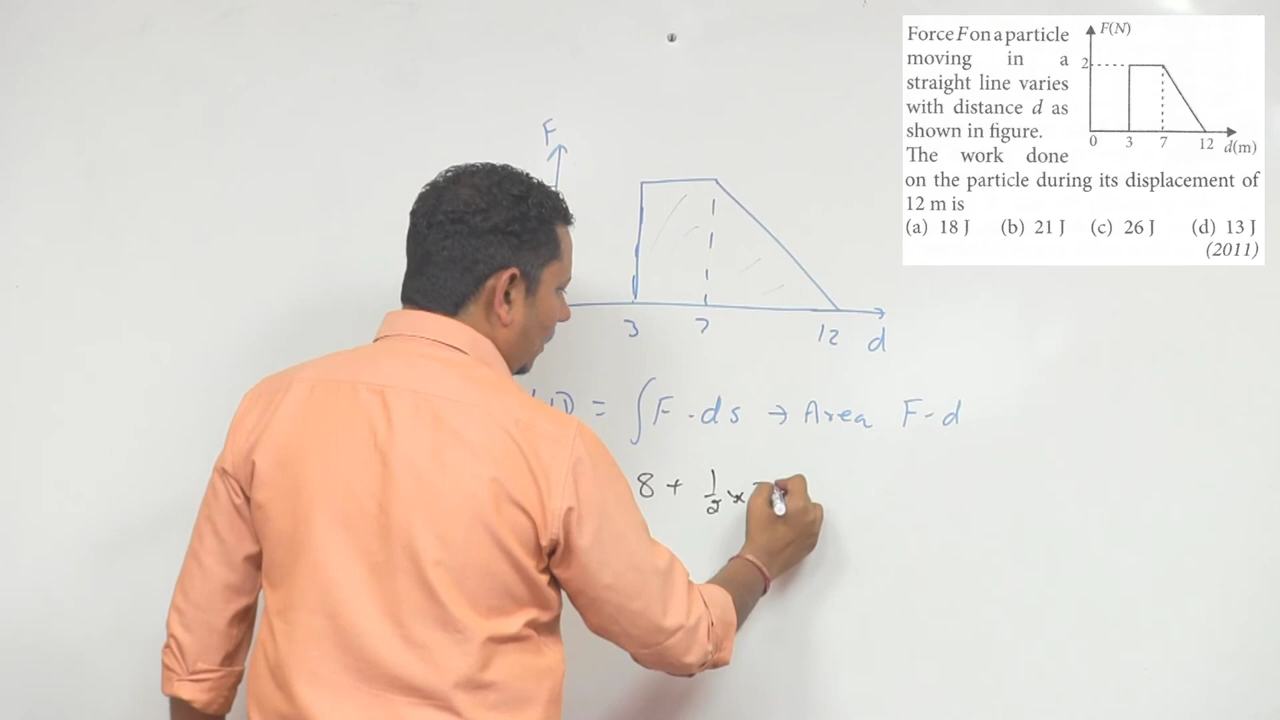 Force F on a particle
moving in a
straight line varies
with distance d as
shown in figure.
The work done
on the particle during its displacement of
12 m is
(a) 18 J (b) 21 J (c) 26 J (d) 13 J
(2011)
F(N)
2
0 3 7 12 d(m)
F
3 7 12 d
= ∫F·ds → Area F-d
8 + 1/2 ×